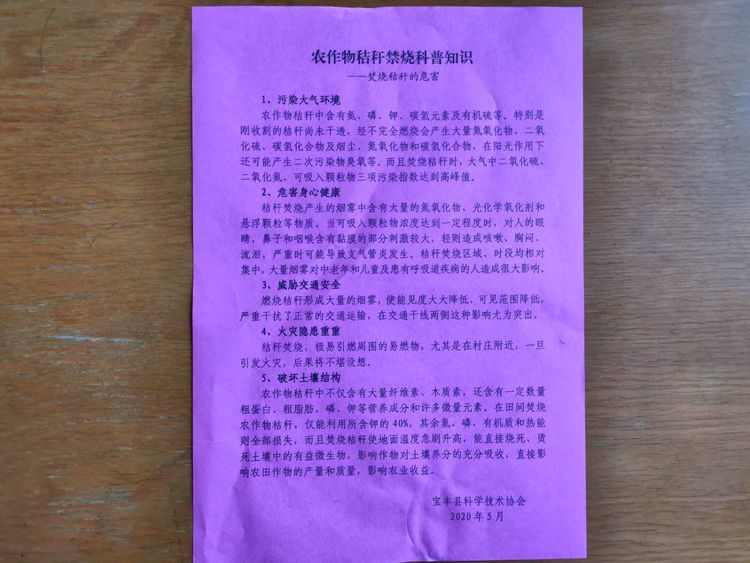 农作物秸秆禁烧科普知识
——焚烧秸秆的危害
1、污染大气环境
农作物秸秆中含有氮、磷、钾、碳氢元素及有机硫等。特别是
刚收割的秸秆尚未干透，经不完全燃烧会产生大量氮氧化物、二氧
化硫、碳氢化合物及烟尘、氮氧化物和碳氢化合物，在阳光作用下
还可能产生二次污染物臭氧等。而且焚烧秸秆时，大气中二氧化硫、
二氧化氮，可吸入颗粒物三项污染指数达到高峰值。
2、危害身心健康
秸秆焚烧产生的烟雾中含有大量的氮氧化物、光化学氧化剂和
悬浮颗粒等物质。当可吸入颗粒物浓度达到一定程度时，对人的眼
睛，鼻子和咽喉含有黏膜的部分刺激较大，轻则造成咳嗽、胸闷、
流泪，严重时可能导致支气管炎发生。秸秆焚烧区域、时段均相对
集中，大量烟雾对中老年和儿童及患有呼吸道疾病的人造成很大影响。
3、威胁交通安全
燃烧秸秆形成大量的烟雾，使能见度大大降低，可见范围降低，
严重干扰了正常的交通运输，在交通干线两侧这种影响尤为突出。
4、火灾隐患重重
秸秆焚烧，极易引燃周围的易燃物，尤其是在村庄附近，一旦
引发火灾，后果将不堪设想。
5、破坏土壤结构
农作物秸秆中不仅含有大量纤维素、木质素，还含有一定数量
粗蛋白、粗脂肪、磷、钾等营养成分和许多微量元素。在田间焚烧
农作物秸秆，仅能利用所含钾的40%，其余氮、磷、有机质和热能
则全部损失，而且焚烧秸秆使地面温度急剧升高，能直接烧死、烫
死土壤中的有益微生物，影响作物对土壤养分的充分吸收，直接影
响农田作物的产量和质量，影响农业收益。
宝丰县科学技术协会
2020年5月